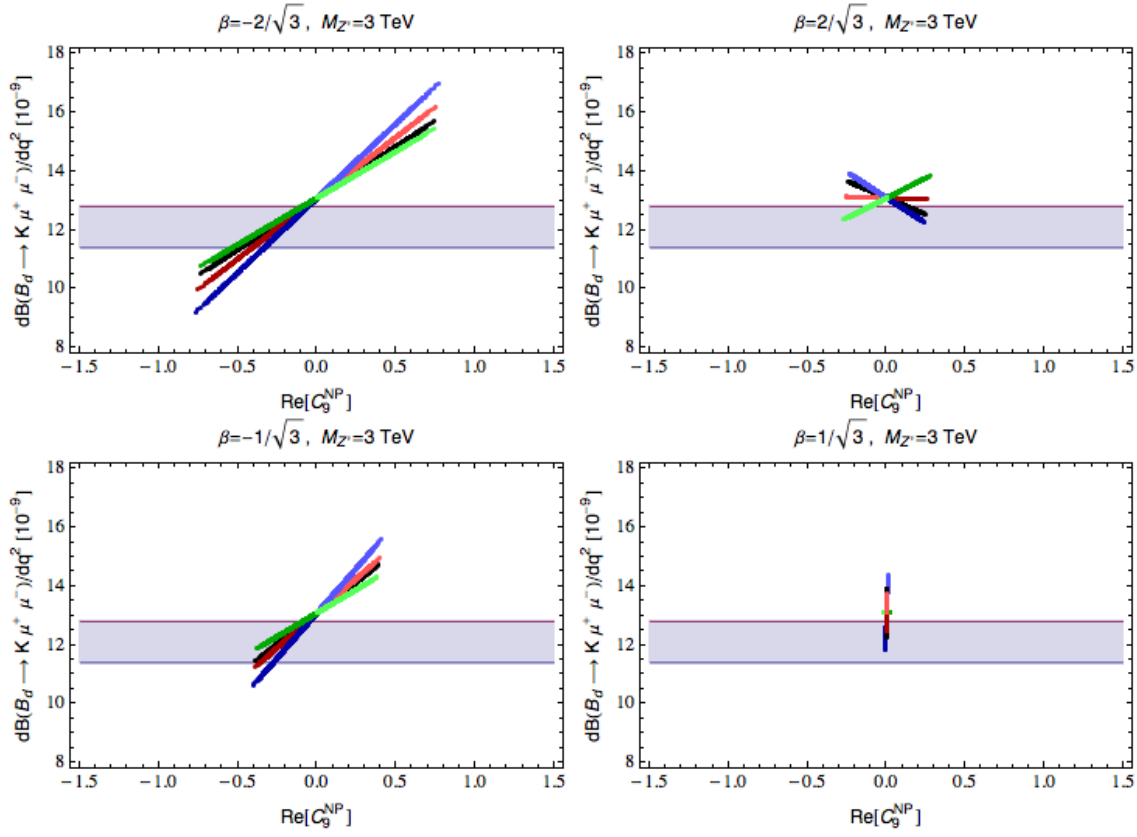 β=−2/√3 , M_Z'=3 TeV
dB(B_d ⟶ K μ⁺ μ⁻)/dq² [10⁻⁹]
18
16
14
12
10
8
−1.5 −1.0 −0.5 0.0 0.5 1.0 1.5
Re[C_9^NP]
β=2/√3 , M_Z'=3 TeV
dB(B_d ⟶ K μ⁺ μ⁻)/dq² [10⁻⁹]
18
16
14
12
10
8
−1.5 −1.0 −0.5 0.0 0.5 1.0 1.5
Re[C_9^NP]
β=−1/√3 , M_Z'=3 TeV
dB(B_d ⟶ K μ⁺ μ⁻)/dq² [10⁻⁹]
18
16
14
12
10
8
−1.5 −1.0 −0.5 0.0 0.5 1.0 1.5
Re[C_9^NP]
β=1/√3 , M_Z'=3 TeV
dB(B_d ⟶ K μ⁺ μ⁻)/dq² [10⁻⁹]
18
16
14
12
10
8
−1.5 −1.0 −0.5 0.0 0.5 1.0 1.5
Re[C_9^NP]